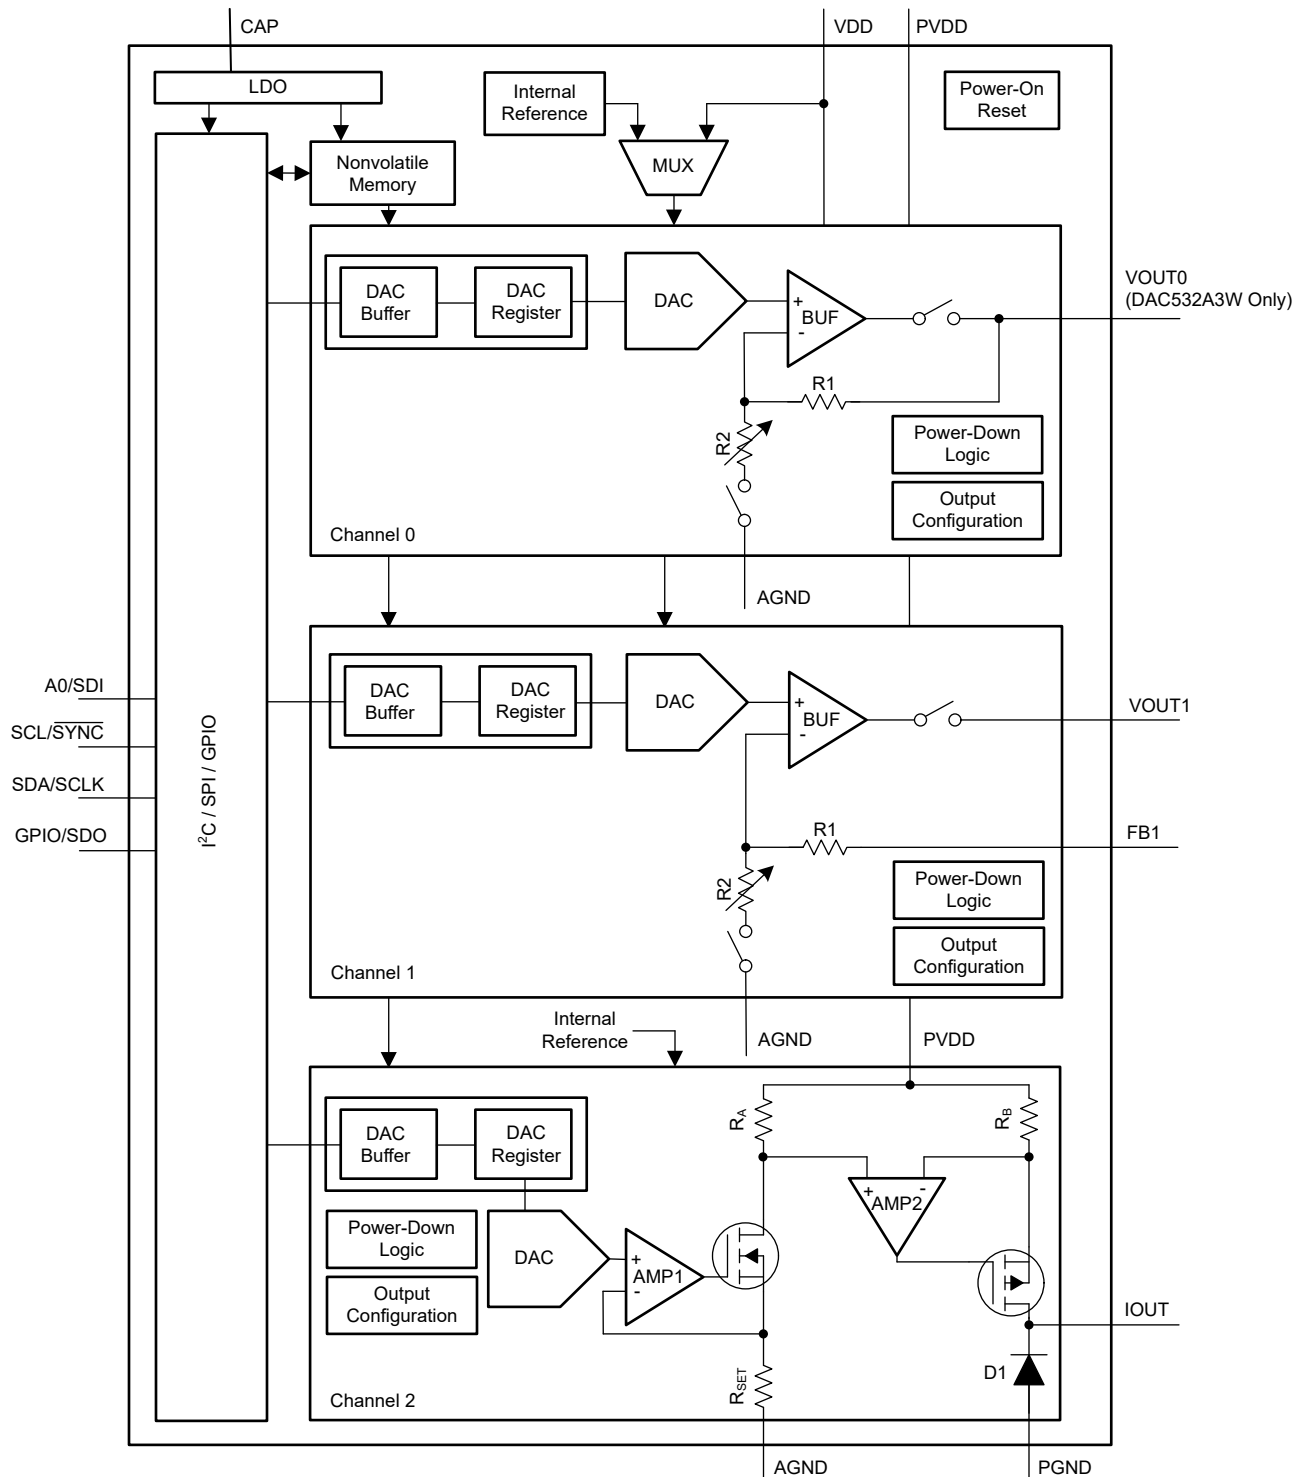 CAP
VDD
PVDD
LDO
Internal
Reference
Power-On
Reset
MUX
Nonvolatile
Memory
DAC
Buffer
DAC
Register
DAC
+
BUF
-
VOUT0
(DAC532A3W Only)
R1
R2
Power-Down
Logic
Output
Configuration
Channel 0
AGND
A0/SDI
SCL/SYNC
SDA/SCLK
GPIO/SDO
I²C / SPI / GPIO
DAC
Buffer
DAC
Register
DAC
+
BUF
-
VOUT1
R1
FB1
R2
Power-Down
Logic
Output
Configuration
Channel 1
Internal
Reference
AGND
PVDD
DAC
Buffer
DAC
Register
RA
RB
+
-
AMP2
Power-Down
Logic
DAC
+
AMP1
-
Output
Configuration
IOUT
D1
RSET
Channel 2
AGND
PGND